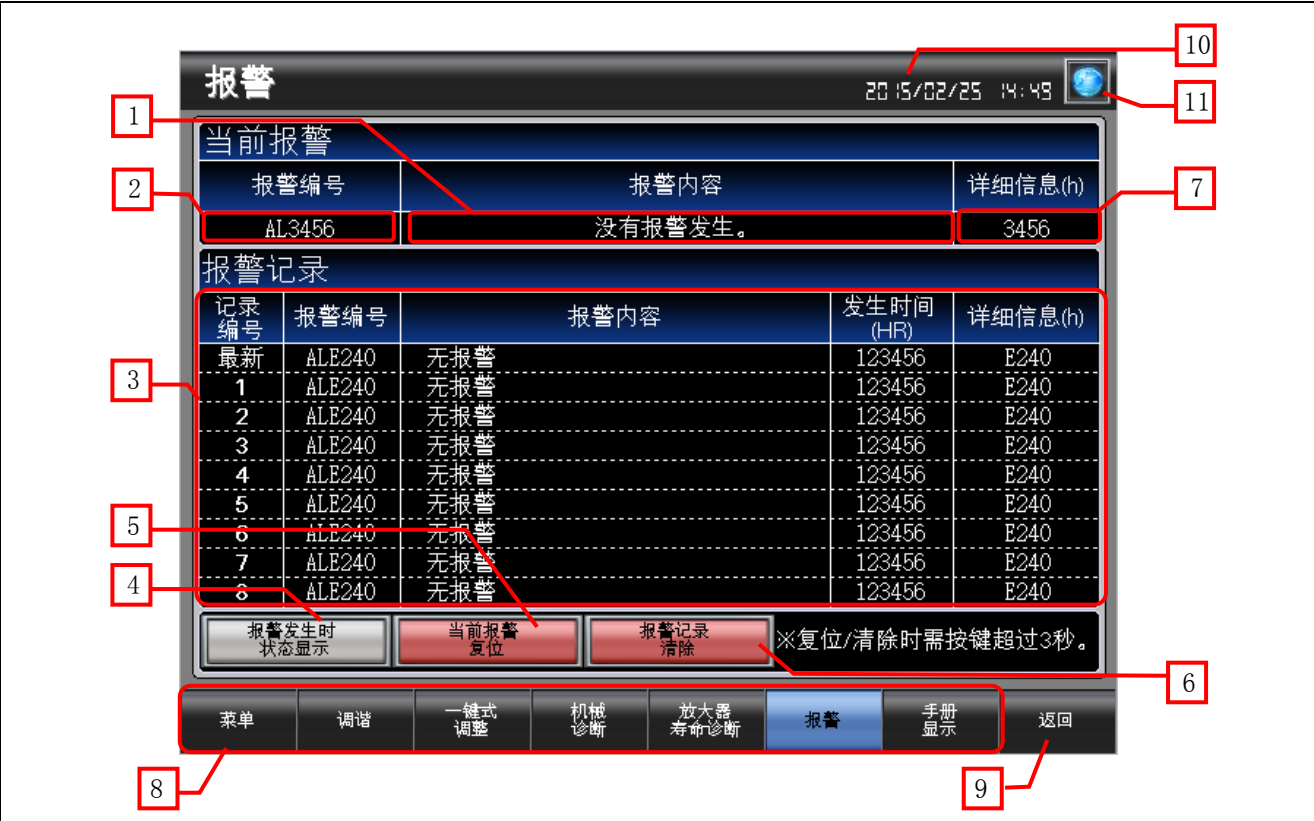 10
报警
2015/02/25 14:49
11
1
当前报警
2
报警编号 报警内容 详细信息(h)
7
AL3456 没有报警发生。 3456
报警记录
记录
编号 报警编号 报警内容 发生时间
(HR) 详细信息(h)
最新 ALE240 无报警 123456 E240
3
1 ALE240 无报警 123456 E240
2 ALE240 无报警 123456 E240
3 ALE240 无报警 123456 E240
4 ALE240 无报警 123456 E240
5 ALE240 无报警 123456 E240
5
6 ALE240 无报警 123456 E240
7 ALE240 无报警 123456 E240
4
8 ALE240 无报警 123456 E240
报警发生时
状态显示
当前报警
复位
报警记录
清除
※复位/清除时需按键超过3秒。
6
菜单
调谐
一键式
调整
机械
诊断
放大器
寿命诊断
报警
手册
显示
返回
8
9